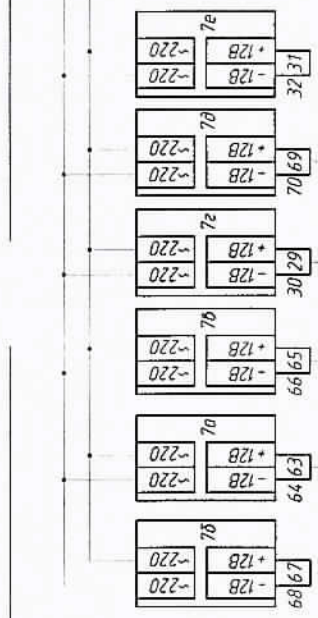 7е
~220 + 12В 31
~220 - 12В 32
7д
~220 + 12В 69
~220 - 12В 70
7г
~220 + 12В 29
~220 - 12В 30
7в
~220 + 12В 65
~220 - 12В 66
7а
~220 + 12В 63
~220 - 12В 64
7б
~220 + 12В 67
~220 - 12В 68